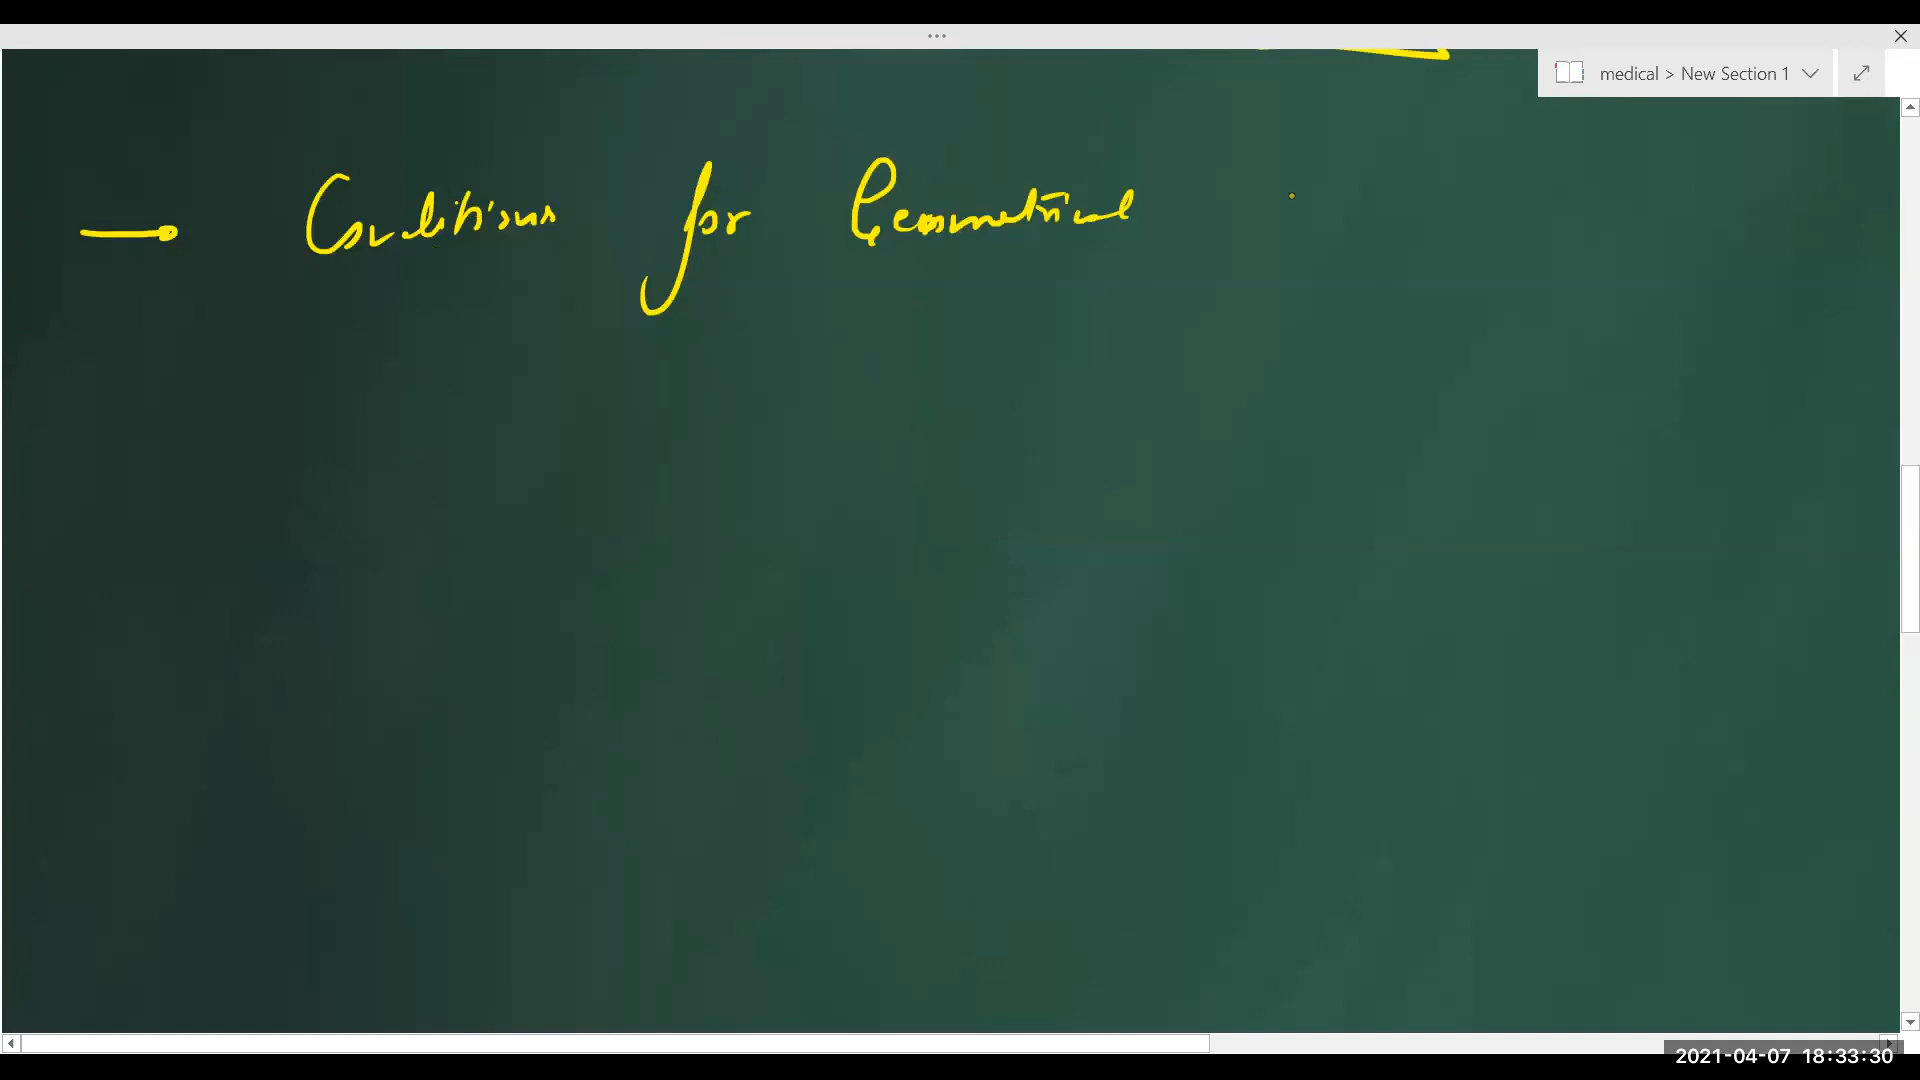 medical > New Section 1
Conditions for Geometrical
2021-04-07 18:33:30